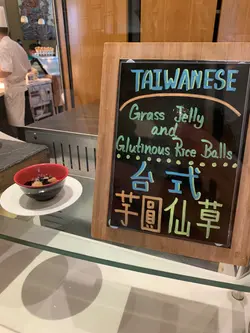 TAIWANESE
Grass Jelly
and
Glutinous Rice Balls
台式
芋圓仙草